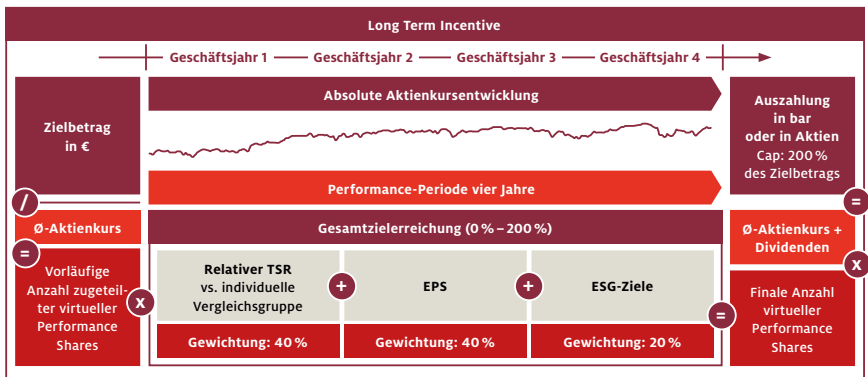 Long Term Incentive
Geschäftsjahr 1
Geschäftsjahr 2
Geschäftsjahr 3
Geschäftsjahr 4
Zielbetrag
in €
/
Ø-Aktienkurs
=
Vorläufige
Anzahl zugeteil-
ter virtueller
Performance
Shares
x
Absolute Aktienkursentwicklung
Performance-Periode vier Jahre
Gesamtzielerreichung (0 % – 200 %)
Relativer TSR
vs. individuelle
Vergleichsgruppe
+
EPS
+
ESG-Ziele
Gewichtung: 40 %
Gewichtung: 40 %
Gewichtung: 20 %
=
Auszahlung
in bar
oder in Aktien
Cap: 200 %
des Zielbetrags
=
Ø-Aktienkurs +
Dividenden
x
Finale Anzahl
virtueller
Performance
Shares